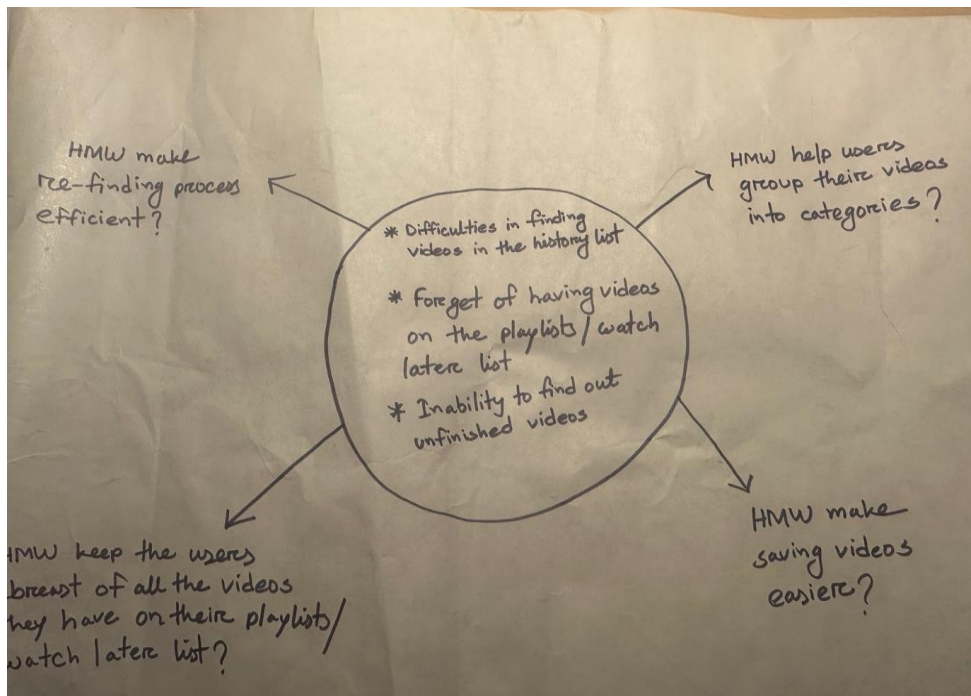 HMW make
re-finding process
efficient?
HMW help users
group their videos
into categories?
* Difficulties in finding
videos in the history list
* Forget of having videos
on the playlists/watch
later list
* Inability to find out
unfinished videos
HMW keep the users
breast of all the videos
hey have on their playlists/
watch later list?
HMW make
saving videos
easier?